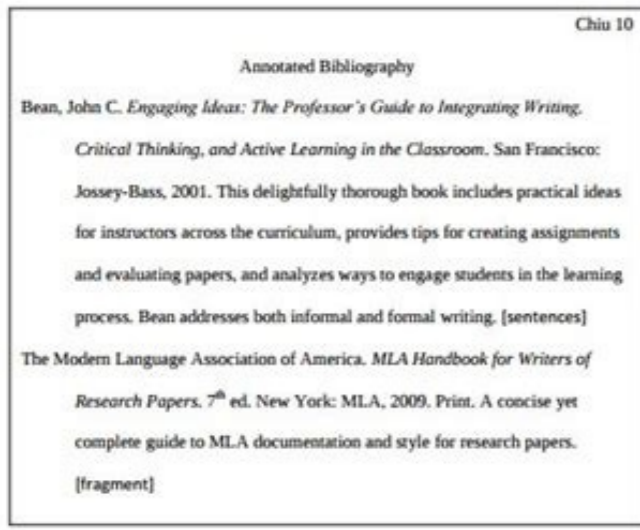 Chiu 10
Annotated Bibliography
Bean, John C. Engaging Ideas: The Professor's Guide to Integrating Writing,
Critical Thinking, and Active Learning in the Classroom. San Francisco:
Jossey-Bass, 2001. This delightfully thorough book includes practical ideas
for instructors across the curriculum, provides tips for creating assignments
and evaluating papers, and analyzes ways to engage students in the learning
process. Bean addresses both informal and formal writing. [sentences]
The Modern Language Association of America. MLA Handbook for Writers of
Research Papers. 7th ed. New York: MLA, 2009. Print. A concise yet
complete guide to MLA documentation and style for research papers.
[fragment]